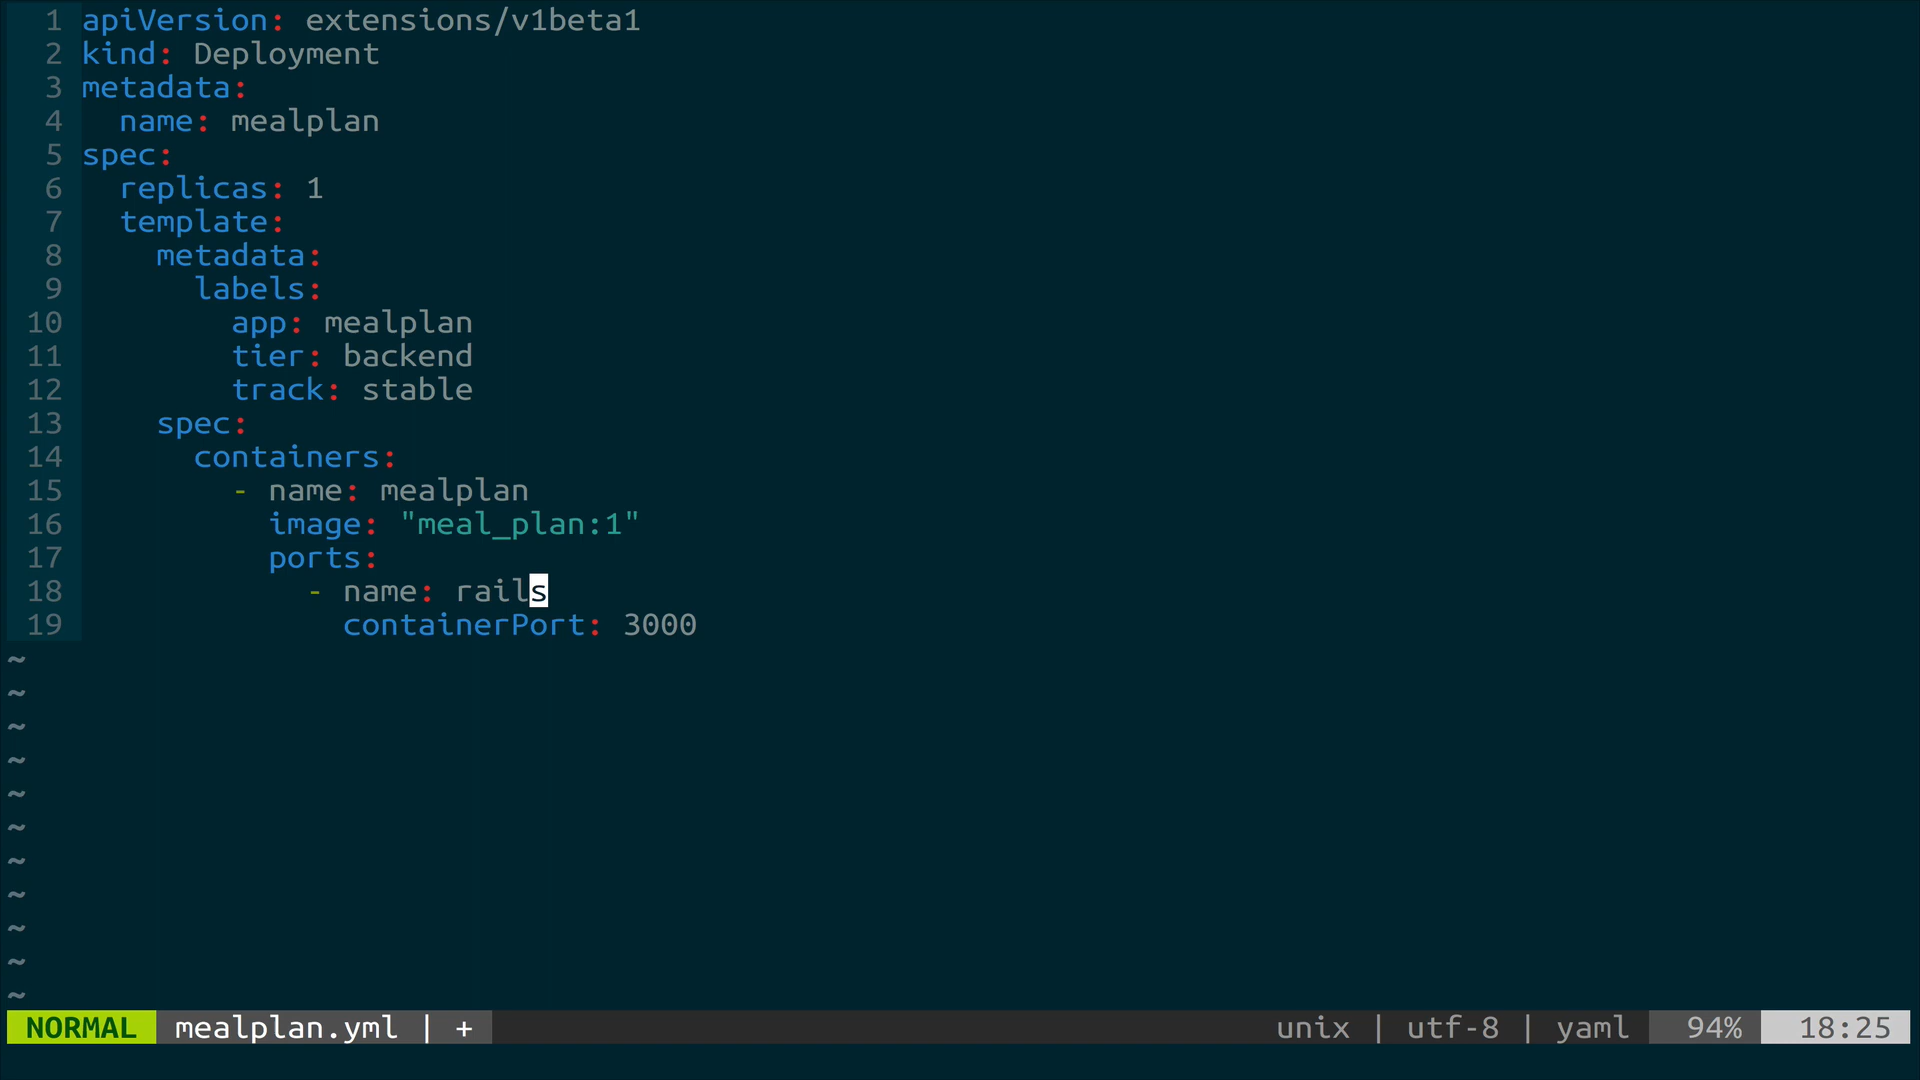 1 apiVersion: extensions/v1beta1
2 kind: Deployment
3 metadata:
4   name: mealplan
5 spec:
6   replicas: 1
7   template:
8     metadata:
9       labels:
10         app: mealplan
11         tier: backend
12         track: stable
13     spec:
14       containers:
15         - name: mealplan
16           image: "meal_plan:1"
17           ports:
18             - name: rails
19               containerPort: 3000
~
~
~
~
~
~
~
~
~
~
~
NORMAL mealplan.yml | + unix | utf-8 | yaml 94% 18:25